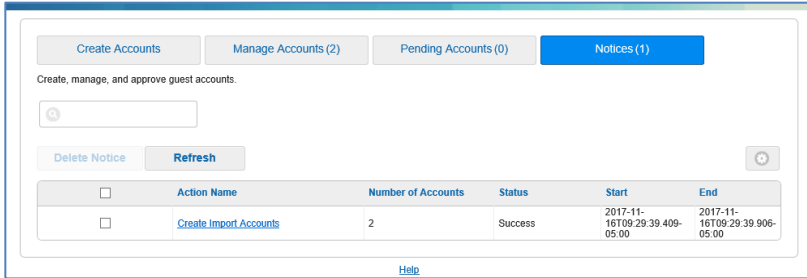 Create Accounts Manage Accounts (2) Pending Accounts (0) Notices (1)
Create, manage, and approve guest accounts.
Delete Notice Refresh
Action Name Number of Accounts Status Start End
Create Import Accounts 2 Success 2017-11-16T09:29:39.409-05:00 2017-11-16T09:29:39.906-05:00
Help